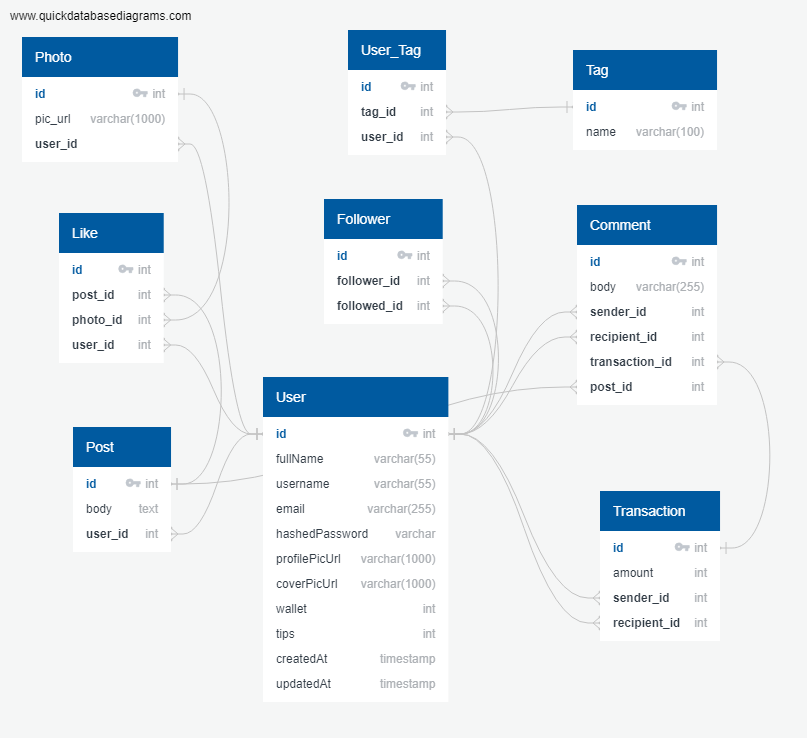 www.quickdatabasediagrams.com
Photo
id int
pic_url varchar(1000)
user_id
User_Tag
id int
tag_id int
user_id int
Tag
id int
name varchar(100)
Like
id int
post_id int
photo_id int
user_id int
Follower
id int
follower_id int
followed_id int
Comment
id int
body varchar(255)
sender_id int
recipient_id int
transaction_id int
post_id int
Post
id int
body text
user_id int
User
id int
fullName varchar(55)
username varchar(55)
email varchar(255)
hashedPassword varchar
profilePicUrl varchar(1000)
coverPicUrl varchar(1000)
wallet int
tips int
createdAt timestamp
updatedAt timestamp
Transaction
id int
amount int
sender_id int
recipient_id int